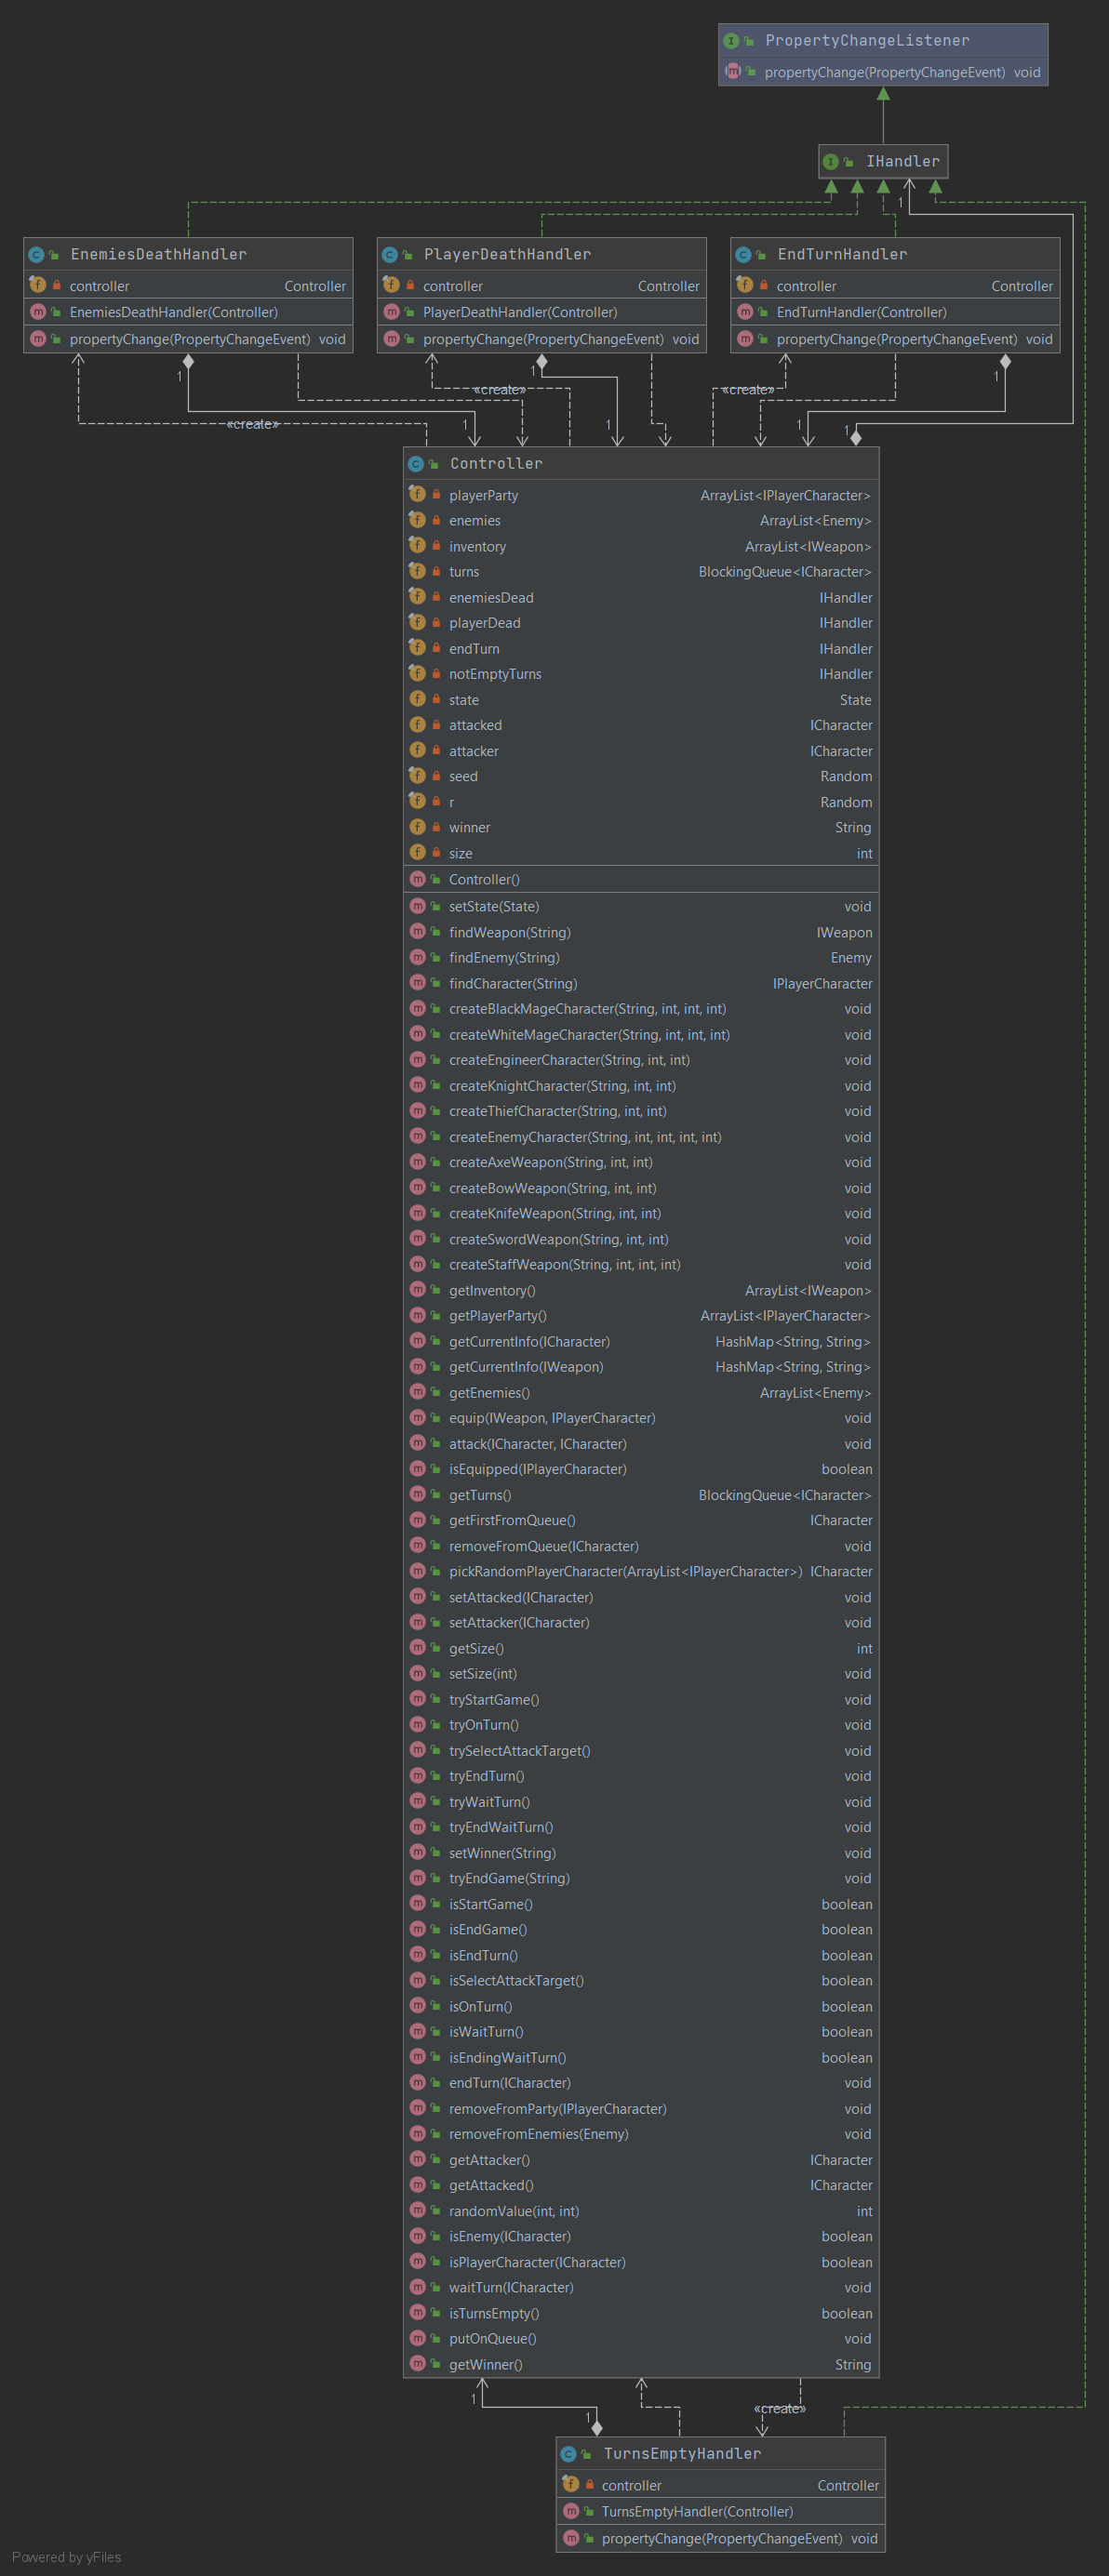 PropertyChangeListener
propertyChange(PropertyChangeEvent) void
IHandler
1
EnemiesDeathHandler
controller Controller
EnemiesDeathHandler(Controller)
propertyChange(PropertyChangeEvent) void
PlayerDeathHandler
controller Controller
PlayerDeathHandler(Controller)
propertyChange(PropertyChangeEvent) void
EndTurnHandler
controller Controller
EndTurnHandler(Controller)
propertyChange(PropertyChangeEvent) void
1
1
1
«create»
«create»
«create»
1
1
1
1
Controller
playerParty ArrayList<IPlayerCharacter>
enemies ArrayList<Enemy>
inventory ArrayList<IWeapon>
turns BlockingQueue<ICharacter>
enemiesDead IHandler
playerDead IHandler
endTurn IHandler
notEmptyTurns IHandler
state State
attacked ICharacter
attacker ICharacter
seed Random
r Random
winner String
size int
Controller()
setState(State) void
findWeapon(String) IWeapon
findEnemy(String) Enemy
findCharacter(String) IPlayerCharacter
createBlackMageCharacter(String, int, int, int) void
createWhiteMageCharacter(String, int, int, int) void
createEngineerCharacter(String, int, int) void
createKnightCharacter(String, int, int) void
createThiefCharacter(String, int, int) void
createEnemyCharacter(String, int, int, int, int) void
createAxeWeapon(String, int, int) void
createBowWeapon(String, int, int) void
createKnifeWeapon(String, int, int) void
createSwordWeapon(String, int, int) void
createStaffWeapon(String, int, int, int) void
getInventory() ArrayList<IWeapon>
getPlayerParty() ArrayList<IPlayerCharacter>
getCurrentInfo(ICharacter) HashMap<String, String>
getCurrentInfo(IWeapon) HashMap<String, String>
getEnemies() ArrayList<Enemy>
equip(IWeapon, IPlayerCharacter) void
attack(ICharacter, ICharacter) void
isEquipped(IPlayerCharacter) boolean
getTurns() BlockingQueue<ICharacter>
getFirstFromQueue() ICharacter
removeFromQueue(ICharacter) void
pickRandomPlayerCharacter(ArrayList<IPlayerCharacter>) ICharacter
setAttacked(ICharacter) void
setAttacker(ICharacter) void
getSize() int
setSize(int) void
tryStartGame() void
tryOnTurn() void
trySelectAttackTarget() void
tryEndTurn() void
tryWaitTurn() void
tryEndWaitTurn() void
setWinner(String) void
tryEndGame(String) void
isStartGame() boolean
isEndGame() boolean
isEndTurn() boolean
isSelectAttackTarget() boolean
isOnTurn() boolean
isWaitTurn() boolean
isEndingWaitTurn() boolean
endTurn(ICharacter) void
removeFromParty(IPlayerCharacter) void
removeFromEnemies(Enemy) void
getAttacker() ICharacter
getAttacked() ICharacter
randomValue(int, int) int
isEnemy(ICharacter) boolean
isPlayerCharacter(ICharacter) boolean
waitTurn(ICharacter) void
isTurnsEmpty() boolean
putOnQueue() void
getWinner() String
1
1
«create»
TurnsEmptyHandler
controller Controller
TurnsEmptyHandler(Controller)
propertyChange(PropertyChangeEvent) void
Powered by yFiles